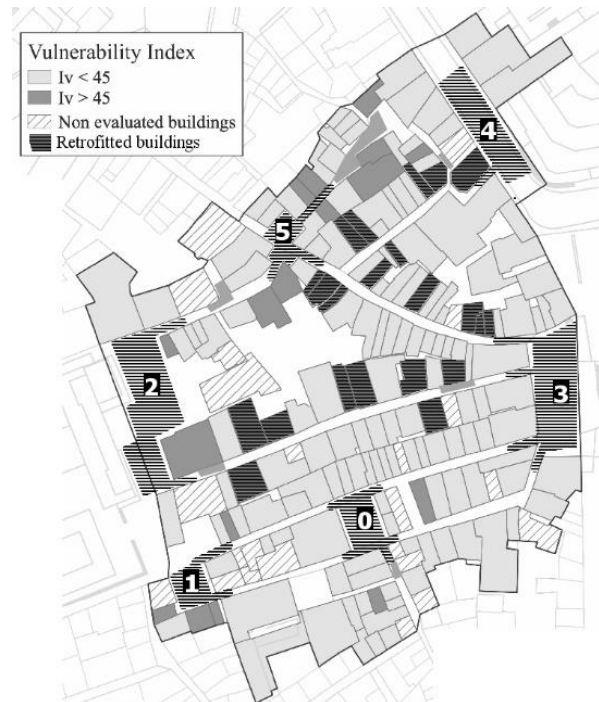 Vulnerability Index
Iv < 45
Iv > 45
Non evaluated buildings
Retrofitted buildings
4
5
2
3
0
1